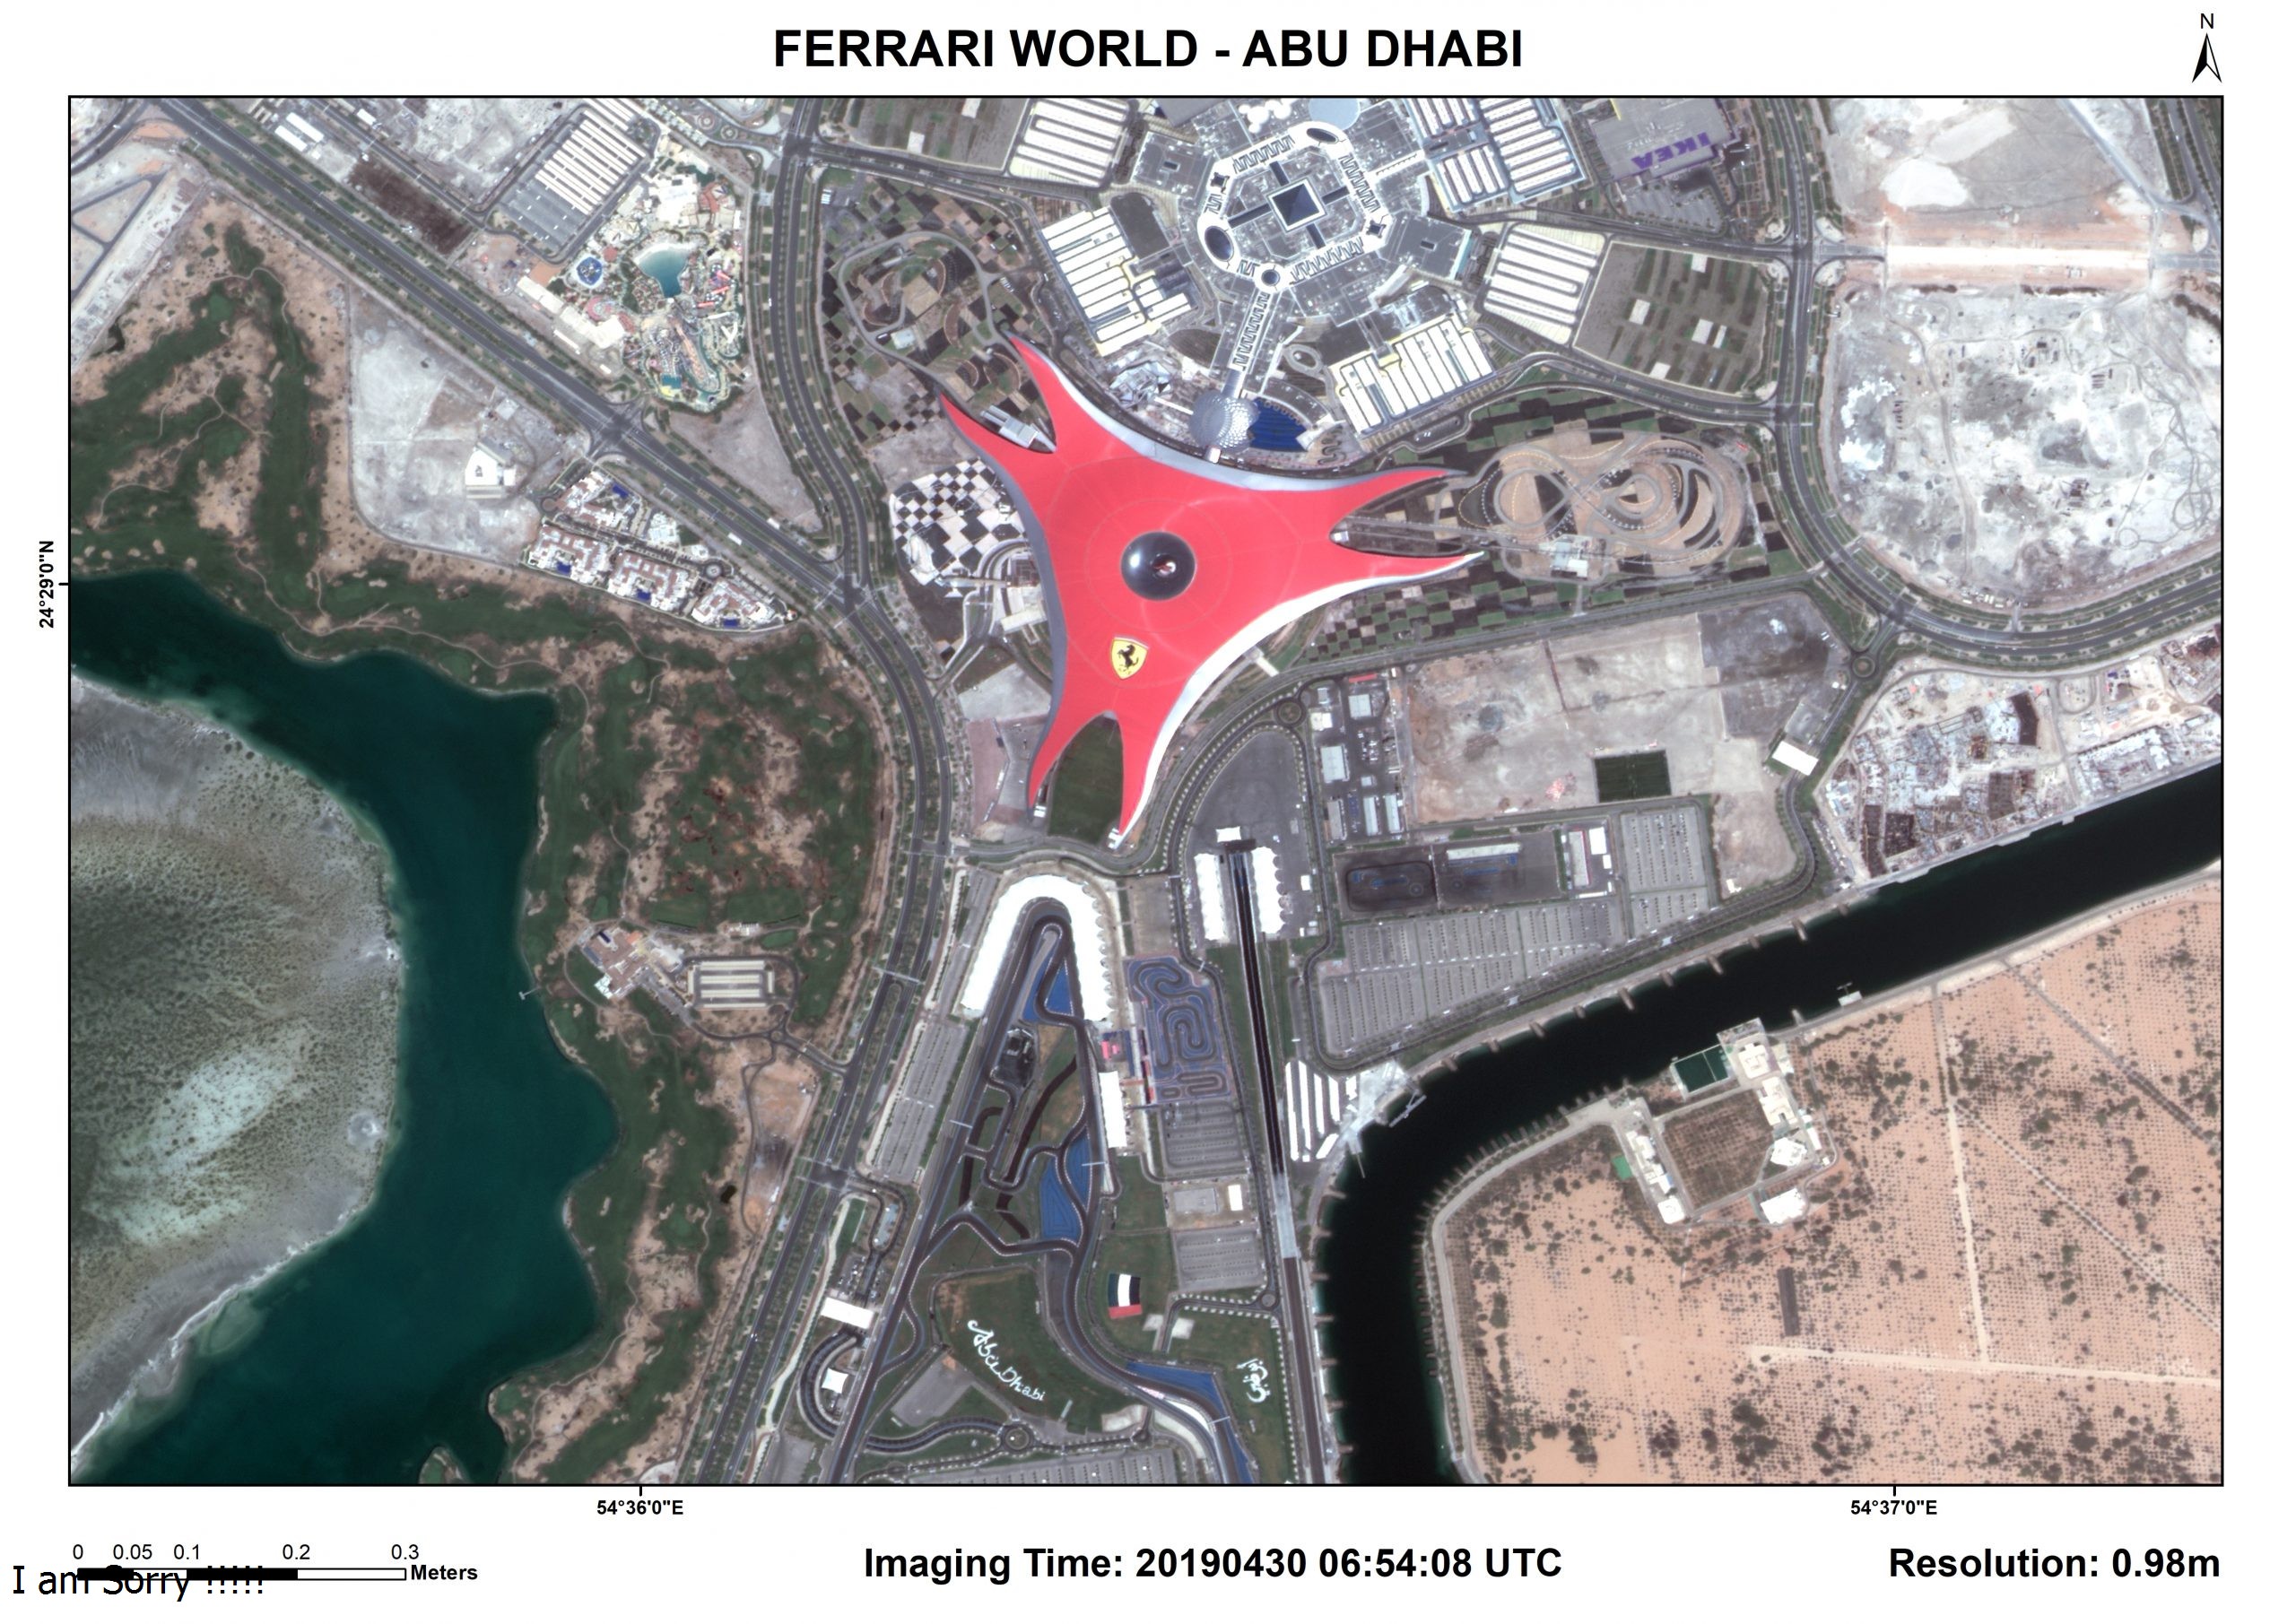 N
FERRARI WORLD - ABU DHABI
IKEA
24°29'0"N
Abu Dhabi
54°36'0"E
54°37'0"E
0 0.05 0.1 0.2 0.3
Meters
I am Sorry !!!!!
Imaging Time: 20190430 06:54:08 UTC
Resolution: 0.98m